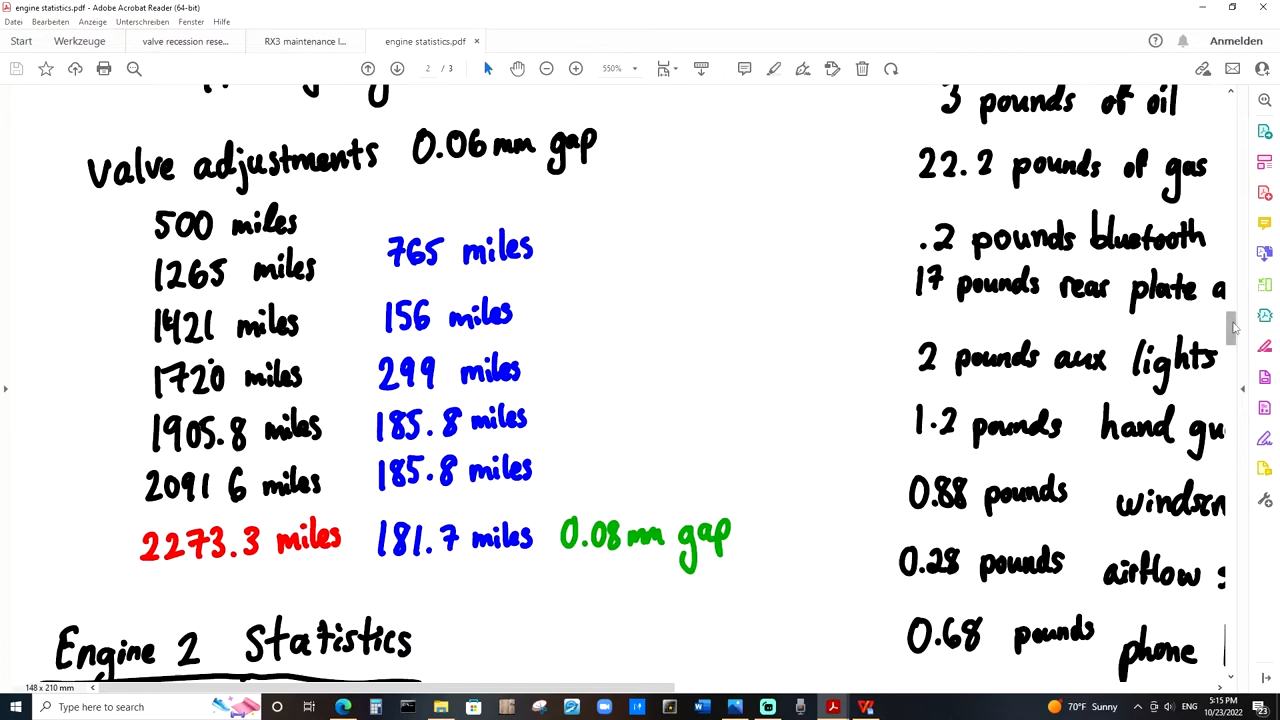 engine statistics.pdf - Adobe Acrobat Reader (64-bit)
Datei Bearbeiten Anzeige Unterschreiben Fenster Hilfe
Start Werkzeuge valve recession rese... RX3 maintenance l... engine statistics.pdf × Anmelden
2 / 3 550%
valve adjustments 0.06 mm gap
500 miles
1265 miles 765 miles
1421 miles 156 miles
1720 miles 299 miles
1905.8 miles 185.8 miles
2091 6 miles 185.8 miles
2273.3 miles 181.7 miles 0.08 mm gap
Engine 2 Statistics
3 pounds of oil
22.2 pounds of gas
.2 pounds bluetooth
17 pounds rear plate a
2 pounds aux lights
1.2 pounds hand gu
0.88 pounds windscr
0.28 pounds airflow s
0.68 pounds phone
148 x 210 mm
Type here to search
70°F Sunny
5:15 PM
10/23/2022